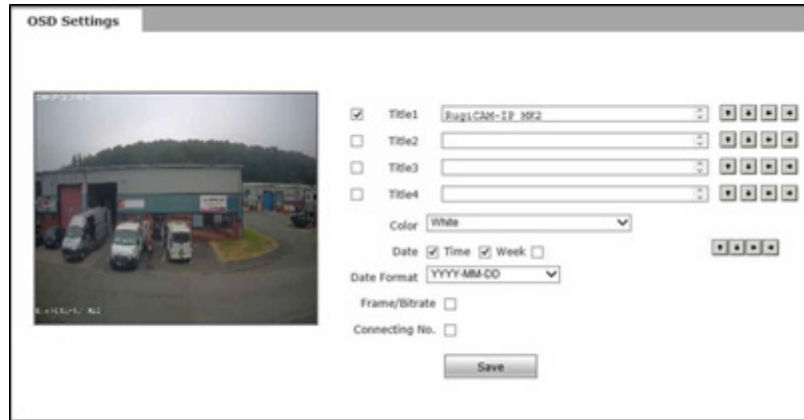 OSD Settings
Title1 RugiCAM-IP MK2
Title2
Title3
Title4
Color White
Date Time Week
Date Format YYYY-MM-DD
Frame/Bitrate
Connecting No.
Save